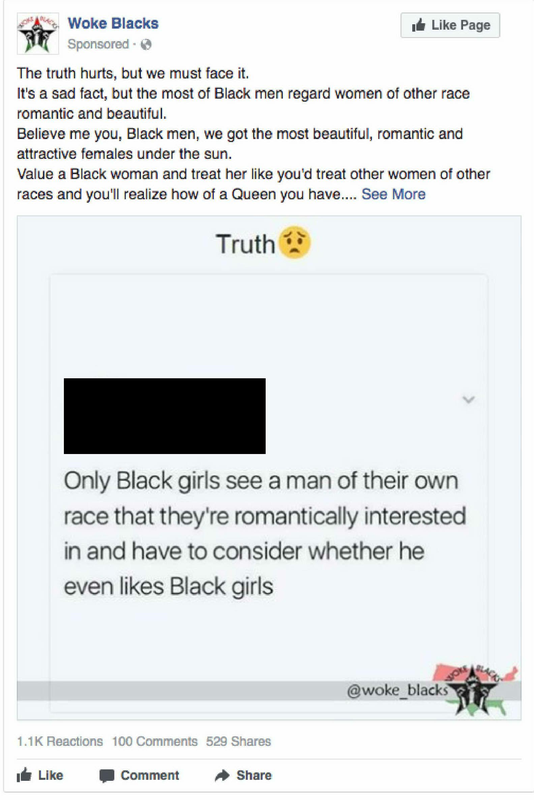 Woke Blacks
Like Page
Sponsored ·
The truth hurts, but we must face it.
It's a sad fact, but the most of Black men regard women of other race
romantic and beautiful.
Believe me you, Black men, we got the most beautiful, romantic and
attractive females under the sun.
Value a Black woman and treat her like you'd treat other women of other
races and you'll realize how of a Queen you have.... See More
Truth
Only Black girls see a man of their own
race that they're romantically interested
in and have to consider whether he
even likes Black girls
WOKE BLACKS
@woke_blacks
1.1K Reactions 100 Comments 529 Shares
Like Comment Share